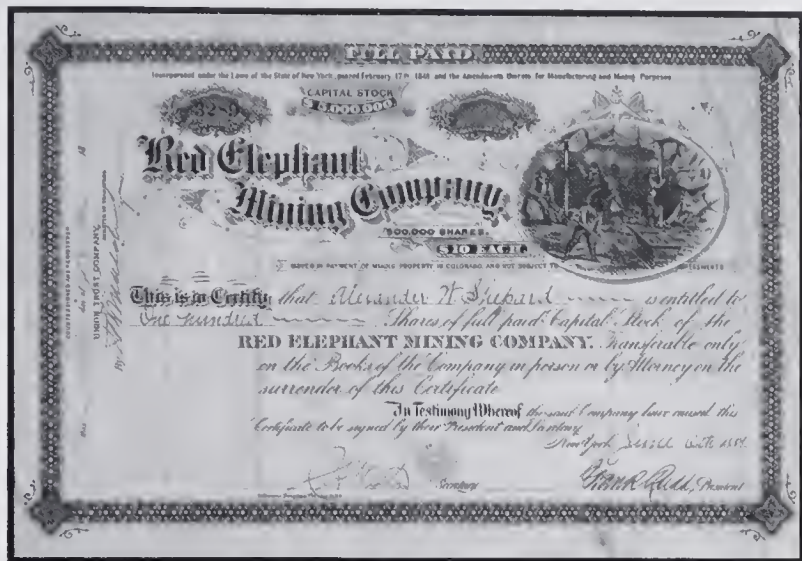 FULL PAID
Incorporated under the Laws of the State of New York, passed February 17th 1848 and the Amendments thereto for Manufacturing and Mining Purposes
CAPITAL STOCK
$5,000,000
Red Elephant
Mining Company
500,000 SHARES.
$10 EACH.
ISSUED IN PAYMENT OF MINING PROPERTY IN COLORADO, AND NOT SUBJECT TO
This is to Certify that Alexander W Shepard is entitled to
One hundred Shares of full paid Capital Stock of the
RED ELEPHANT MINING COMPANY. Transferable only
on the Books of the Company in person or by Attorney on the
surrender of this Certificate
In Testimony Whereof the said Company have caused this
Certificate to be signed by their President and Secretary
New York
Secretary
President
UNION TRUST COMPANY
By